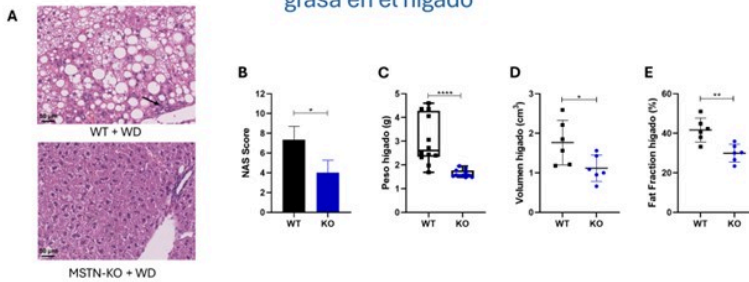 grasa en el hígado
A
WT + WD
MSTN-KO + WD
B
NAS Score
12
10
8
6
4
2
0
*
WT KO
C
Peso hígado (g)
5
4
3
2
1
0
****
WT KO
D
Volumen hígado (cm³)
3
2
1
0
*
WT KO
E
Fat Fraction hígado (%)
60
40
20
0
**
WT KO